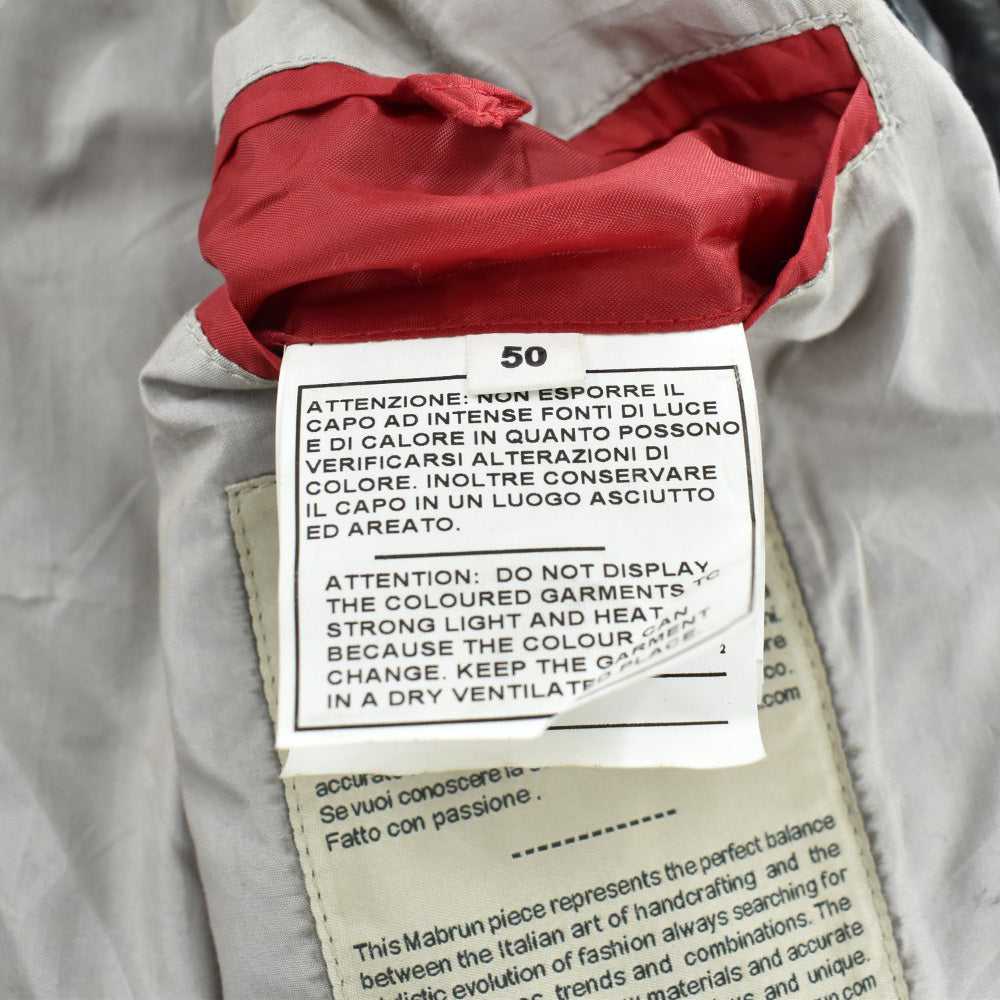 50
ATTENZIONE: NON ESPORRE IL
CAPO AD INTENSE FONTI DI LUCE
E DI CALORE IN QUANTO POSSONO
VERIFICARSI ALTERAZIONI DI
COLORE. INOLTRE CONSERVARE
IL CAPO IN UN LUOGO ASCIUTTO
ED AREATO.
ATTENTION: DO NOT DISPLAY
THE COLOURED GARMENTS TO
STRONG LIGHT AND HEAT
BECAUSE THE COLOUR CAN
CHANGE. KEEP THE GARMENT
IN A DRY VENTILATED PLACE.
2
co.
.com
Se vuoi conoscere la
Fatto con passione.
This Mabrun piece represents the perfect balance
between the Italian art of handcrafting and the
evolution of fashion always searching for
trends and combinations. The
materials and accurate
and unique.
.com